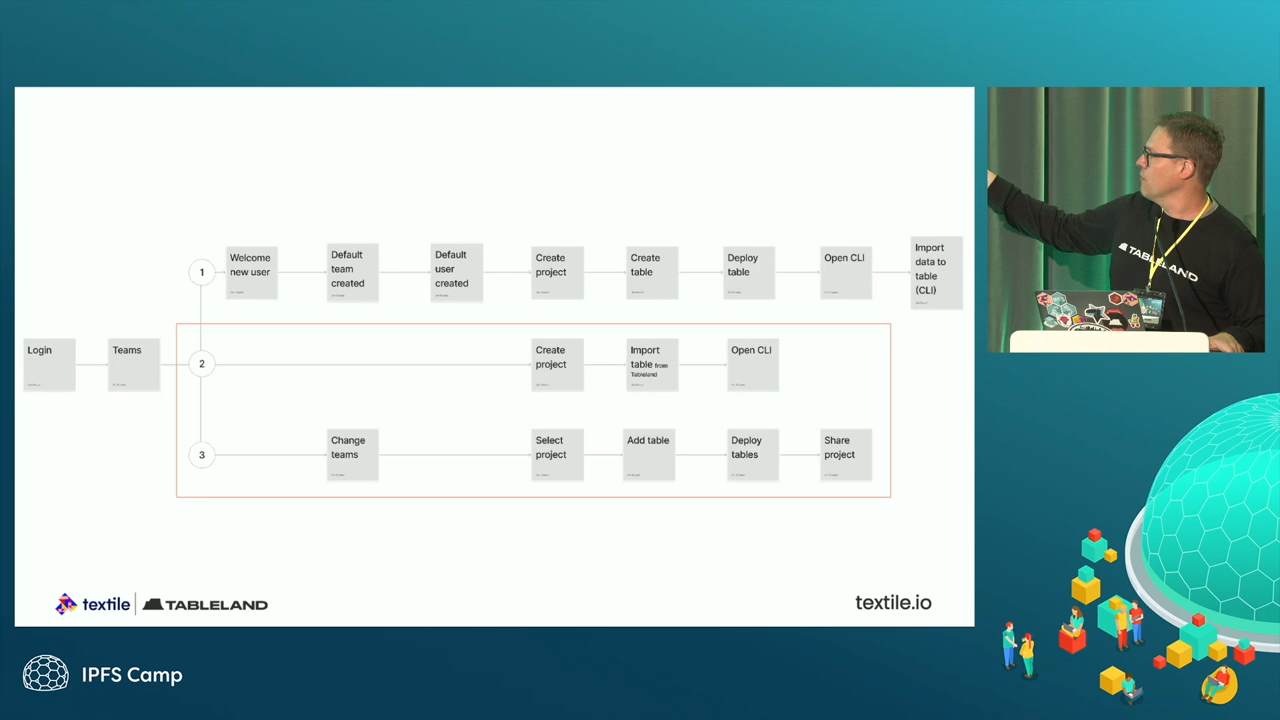 1
Welcome
new user
Default
team
created
Default
user
created
Create
project
Create
table
Deploy
table
Open CLI
Import
data to
table
(CLI)
Login
Teams
2
Create
project
Import
table from
Tableland
Open CLI
3
Change
teams
Select
project
Add table
Deploy
tables
Share
project
textile
TABLELAND
textile.io
TABLELAND
IPFS Camp